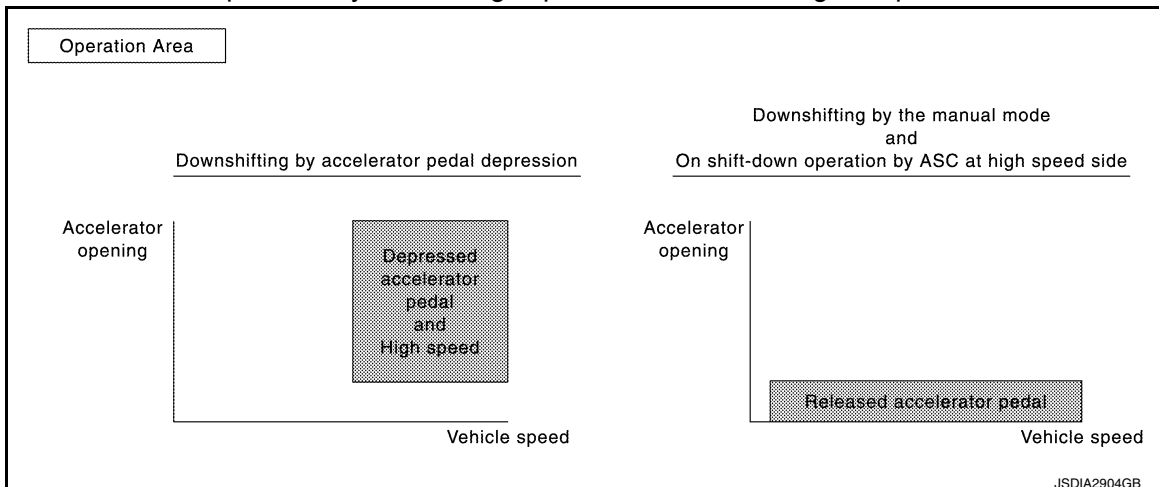 Operation Area
Downshifting by accelerator pedal depression
Accelerator
opening
Depressed
accelerator
pedal
and
High speed
Vehicle speed
Downshifting by the manual mode
and
On shift-down operation by ASC at high speed side
Accelerator
opening
Released accelerator pedal
Vehicle speed
JSDIA2904GB